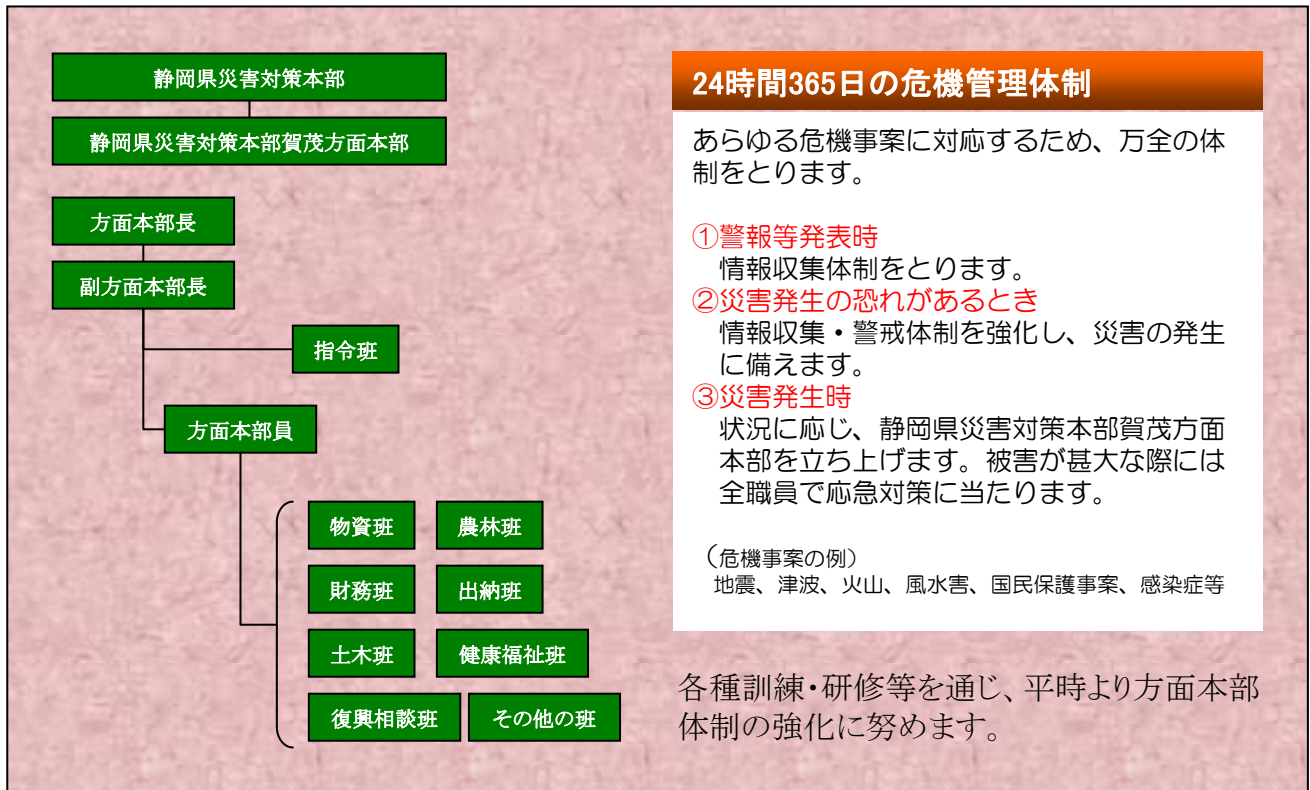 静岡県災害対策本部
静岡県災害対策本部賀茂方面本部
方面本部長
副方面本部長
指令班
方面本部員
物資班
農林班
財務班
出納班
土木班
健康福祉班
復興相談班
その他の班
24時間365日の危機管理体制
あらゆる危機事案に対応するため、万全の体
制をとります。
①警報等発表時
情報収集体制をとります。
②災害発生の恐れがあるとき
情報収集・警戒体制を強化し、災害の発生
に備えます。
③災害発生時
状況に応じ、静岡県災害対策本部賀茂方面
本部を立ち上げます。被害が甚大な際には
全職員で応急対策に当たります。
(危機事案の例)
地震、津波、火山、風水害、国民保護事案、感染症等
各種訓練・研修等を通じ、平時より方面本部
体制の強化に努めます。